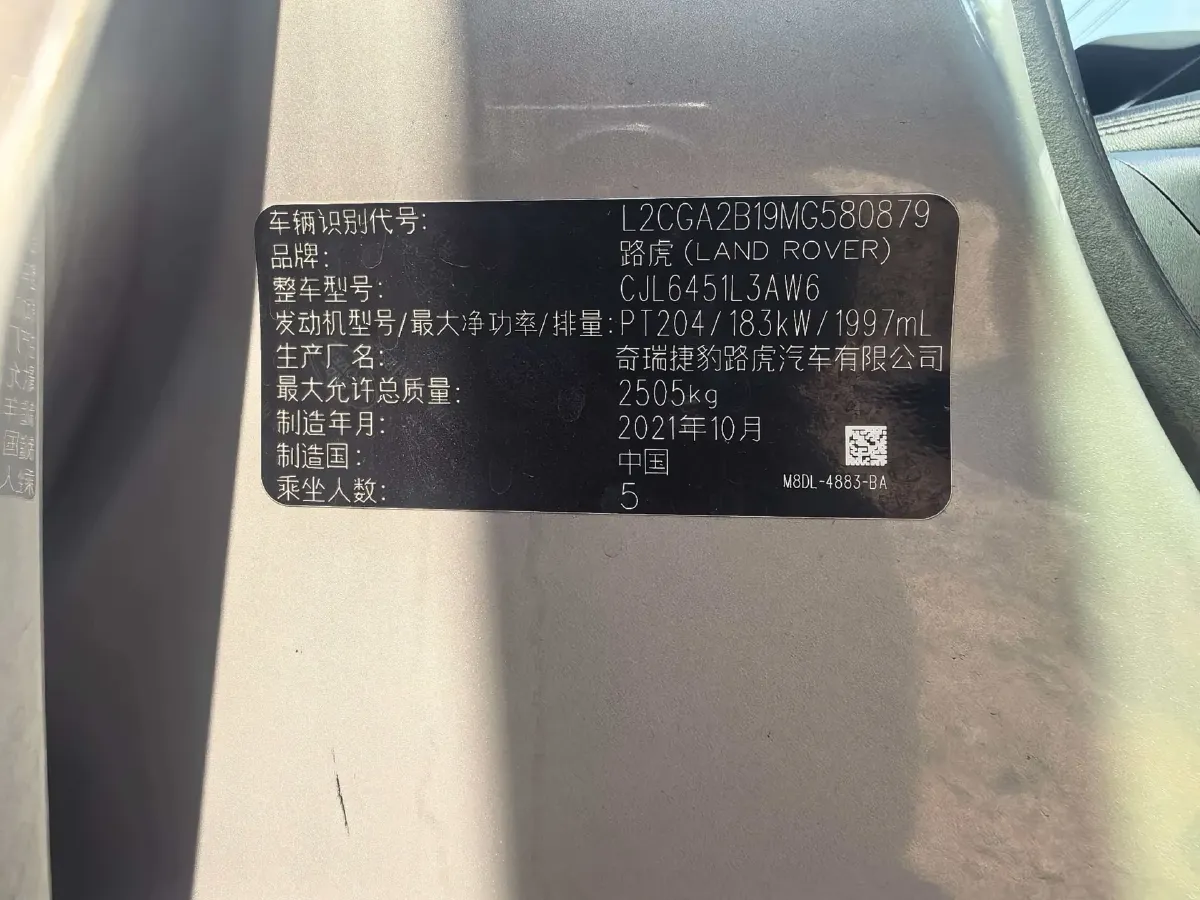 车辆识别代号: L2CGA2B19MG580879
品牌: 路虎(LAND ROVER)
整车型号: CJL6451L3AW6
发动机型号/最大净功率/排量:PT204/183kW/1997mL
生产厂名: 奇瑞捷豹路虎汽车有限公司
最大允许总质量: 2505kg
制造年月: 2021年10月
制造国: 中国
乘坐人数: 5
M8DL-4883-BA